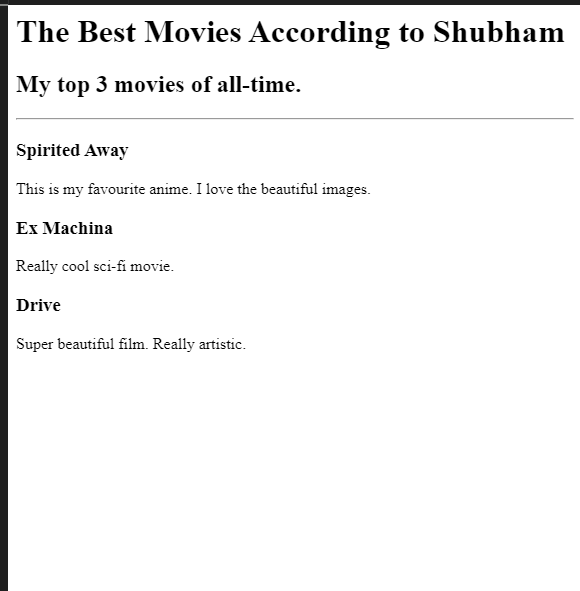 The Best Movies According to Shubham
My top 3 movies of all-time.
Spirited Away
This is my favourite anime. I love the beautiful images.
Ex Machina
Really cool sci-fi movie.
Drive
Super beautiful film. Really artistic.